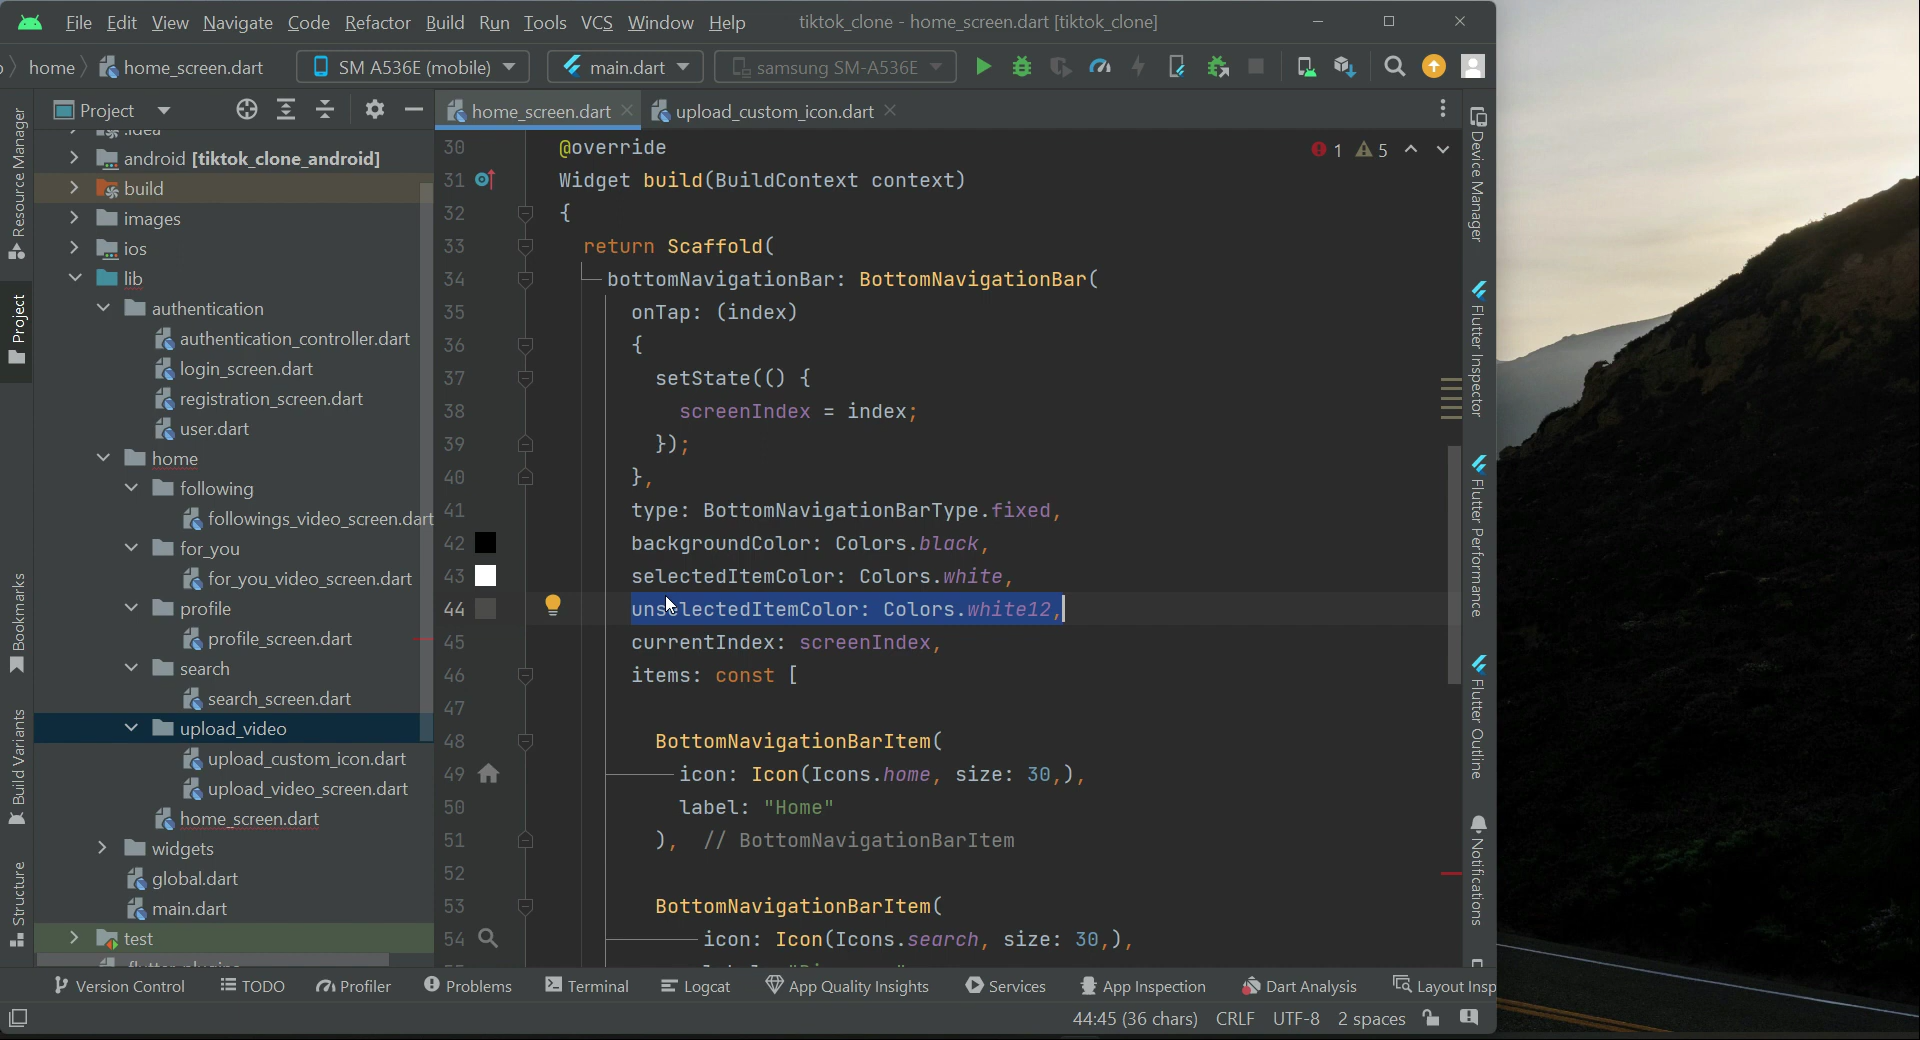 File Edit View Navigate Code Refactor Build Run Tools VCS Window Help
tiktok_clone - home_screen.dart [tiktok_clone]
home
home_screen.dart
SM A536E (mobile)
main.dart
samsung SM-A536E
Project
home_screen.dart
upload_custom_icon.dart
Resource Manager
Project
Bookmarks
Build Variants
Structure
.idea
android [tiktok_clone_android]
build
images
ios
lib
authentication
authentication_controller.dart
login_screen.dart
registration_screen.dart
user.dart
home
following
followings_video_screen.dart
for_you
for_you_video_screen.dart
profile
profile_screen.dart
search
search_screen.dart
upload_video
upload_custom_icon.dart
upload_video_screen.dart
home_screen.dart
widgets
global.dart
main.dart
test
1 5
30 @override
31 Widget build(BuildContext context)
32 {
33 return Scaffold(
34 bottomNavigationBar: BottomNavigationBar(
35 onTap: (index)
36 {
37 setState(() {
38 screenIndex = index;
39 });
40 },
41 type: BottomNavigationBarType.fixed,
42 backgroundColor: Colors.black,
43 selectedItemColor: Colors.white,
44 unselectedItemColor: Colors.white12,
45 currentIndex: screenIndex,
46 items: const [
47
48 BottomNavigationBarItem(
49 icon: Icon(Icons.home, size: 30,),
50 label: "Home"
51 ), // BottomNavigationBarItem
52
53 BottomNavigationBarItem(
54 icon: Icon(Icons.search, size: 30,),
Device Manager
Flutter Inspector
Flutter Performance
Flutter Outline
Notifications
Version Control
TODO
Profiler
Problems
Terminal
Logcat
App Quality Insights
Services
App Inspection
Dart Analysis
Layout Insp
44:45 (36 chars) CRLF UTF-8 2 spaces